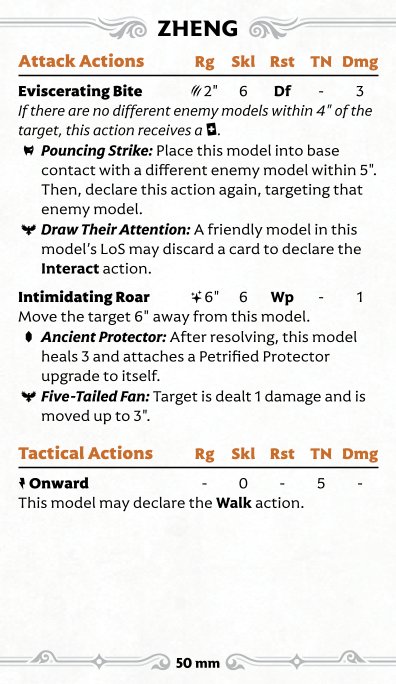 ZHENG
Attack Actions Rg Skl Rst TN Dmg
Eviscerating Bite 2" 6 Df - 3
If there are no different enemy models within 4" of the
target, this action receives a .
Pouncing Strike: Place this model into base
contact with a different enemy model within 5".
Then, declare this action again, targeting that
enemy model.
Draw Their Attention: A friendly model in this
model's LoS may discard a card to declare the
Interact action.
Intimidating Roar 6" 6 Wp - 1
Move the target 6" away from this model.
Ancient Protector: After resolving, this model
heals 3 and attaches a Petrified Protector
upgrade to itself.
Five-Tailed Fan: Target is dealt 1 damage and is
moved up to 3".
Tactical Actions Rg Skl Rst TN Dmg
Onward - 0 - 5 -
This model may declare the Walk action.
50 mm